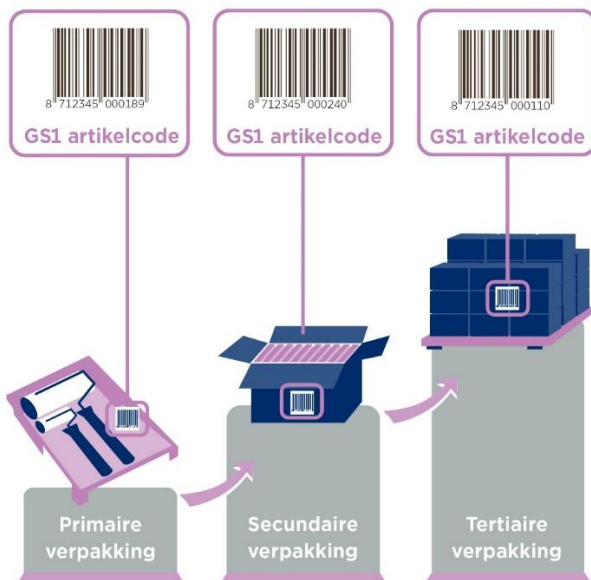 8 712345 000189
GS1 artikelcode
8 712345 000240
GS1 artikelcode
8 712345 000110
GS1 artikelcode
Primaire
verpakking
Secundaire
verpakking
Tertiaire
verpakking